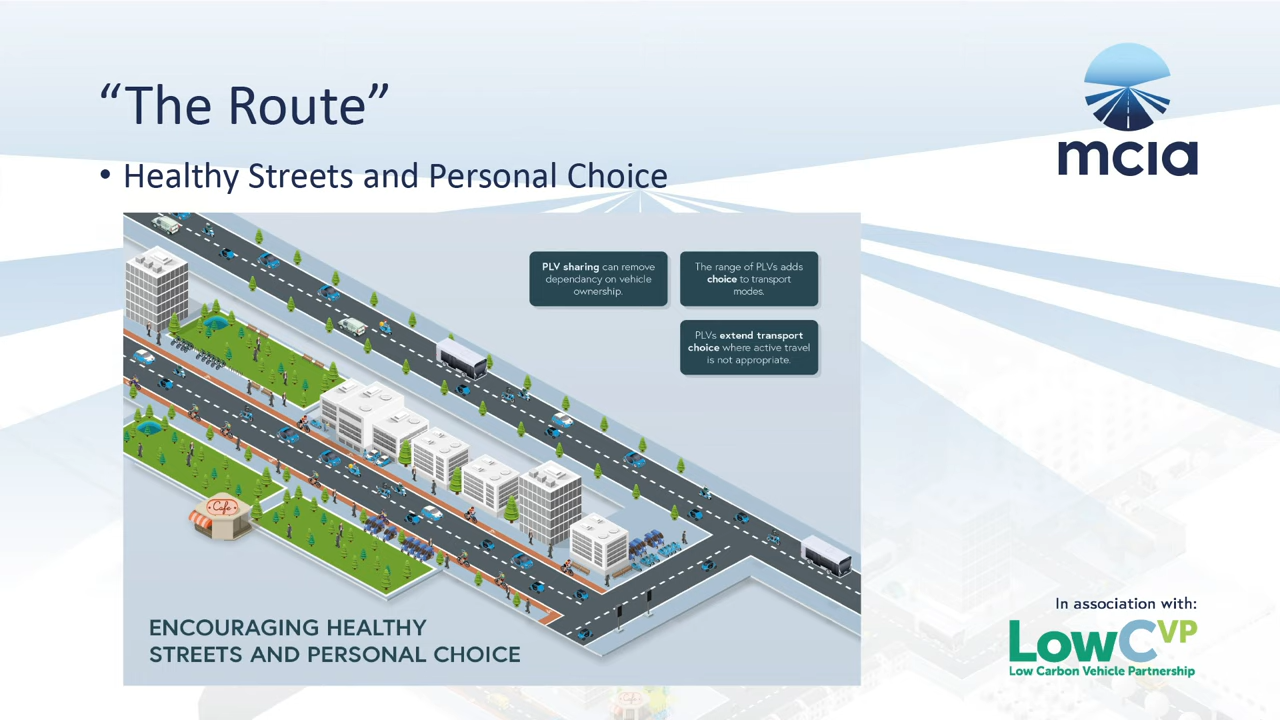 “The Route”
• Healthy Streets and Personal Choice
mcia
PLV sharing can remove
dependancy on vehicle
ownership.
The range of PLVs adds
choice to transport
modes.
PLVs extend transport
choice where active travel
is not appropriate.
Cafe
ENCOURAGING HEALTHY
STREETS AND PERSONAL CHOICE
In association with:
LowCVP
Low Carbon Vehicle Partnership